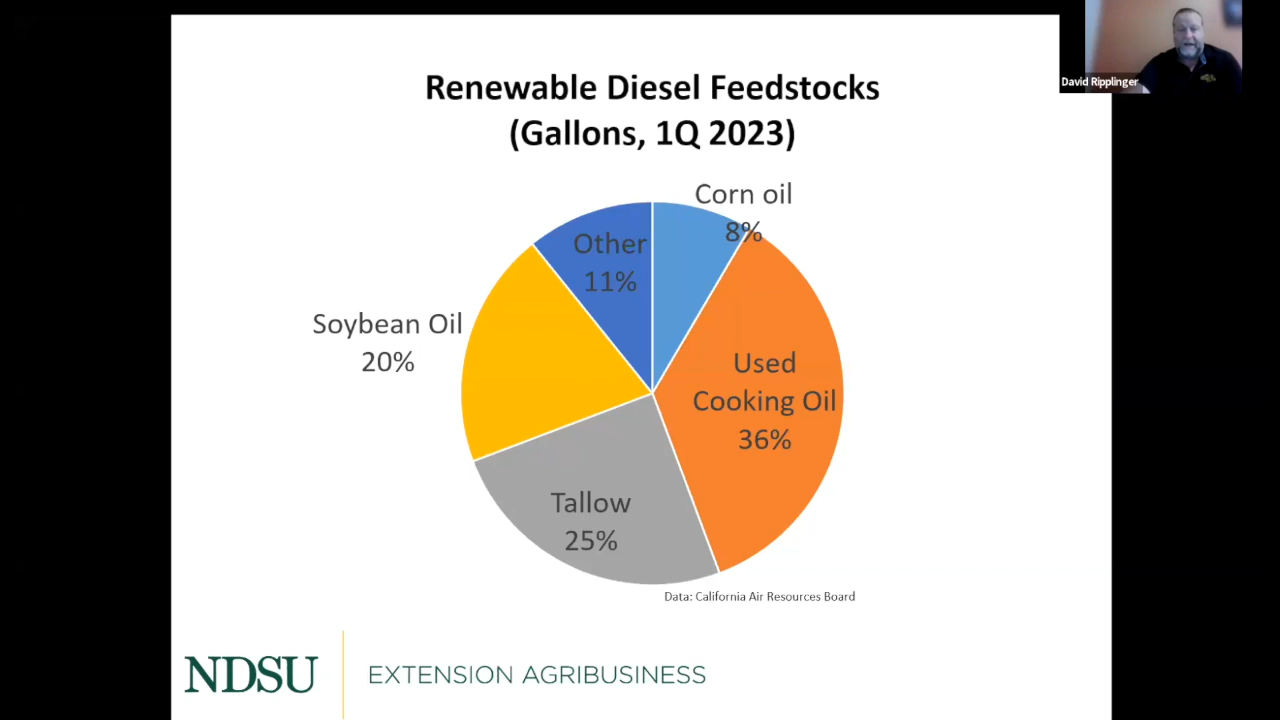 David Ripplinger
Renewable Diesel Feedstocks
(Gallons, 1Q 2023)
Corn oil
8%
Other
11%
Soybean Oil
20%
Used
Cooking Oil
36%
Tallow
25%
Data: California Air Resources Board
NDSU
EXTENSION AGRIBUSINESS